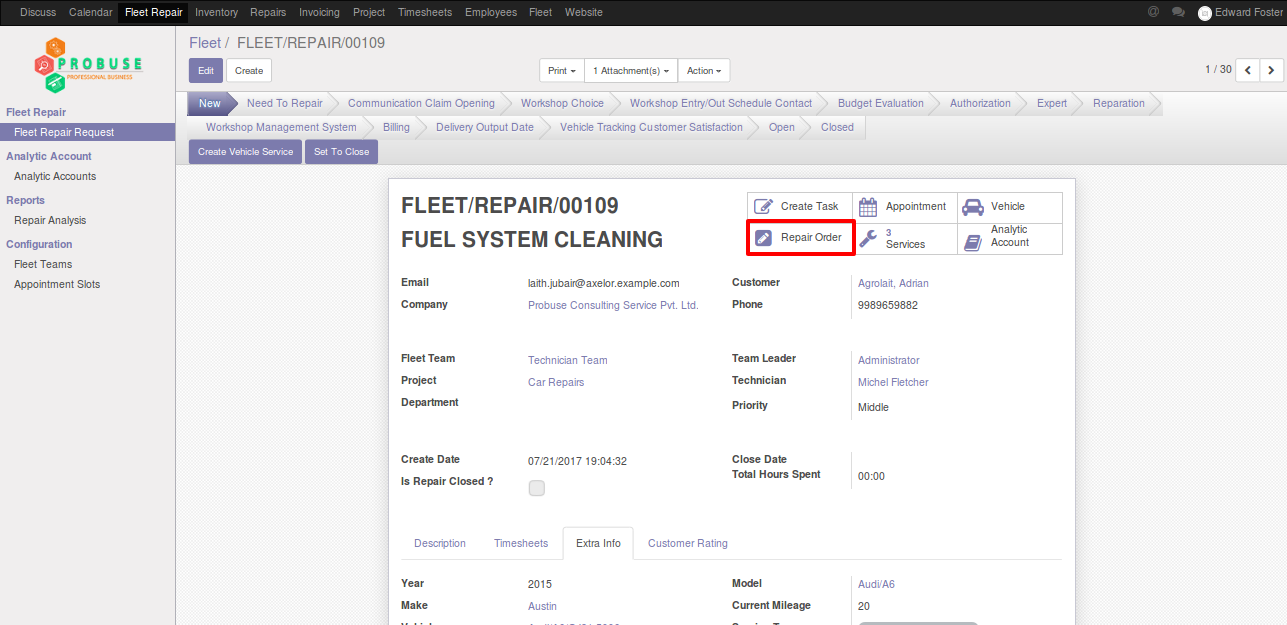 Discuss Calendar Fleet Repair Inventory Repairs Invoicing Project Timesheets Employees Fleet Website @ Edward Foster
PROBUSE
PROFESSIONAL BUSINESS
Fleet Repair
Fleet Repair Request
Analytic Account
Analytic Accounts
Reports
Repair Analysis
Configuration
Fleet Teams
Appointment Slots
Fleet / FLEET/REPAIR/00109
Edit Create Print 1 Attachment(s) Action 1 / 30
New Need To Repair Communication Claim Opening Workshop Choice Workshop Entry/Out Schedule Contact Budget Evaluation Authorization Expert Reparation
Workshop Management System Billing Delivery Output Date Vehicle Tracking Customer Satisfaction Open Closed
Create Vehicle Service Set To Close
FLEET/REPAIR/00109
FUEL SYSTEM CLEANING
Create Task Appointment Vehicle
Repair Order 3 Services Analytic Account
Email laith.jubair@axelor.example.com Customer Agrolait, Adrian
Company Probuse Consulting Service Pvt. Ltd. Phone 9989659882
Fleet Team Technician Team Team Leader Administrator
Project Car Repairs Technician Michel Fletcher
Department Priority Middle
Create Date 07/21/2017 19:04:32 Close Date
Is Repair Closed ? Total Hours Spent 00:00
Description Timesheets Extra Info Customer Rating
Year 2015 Model Audi/A6
Make Austin Current Mileage 20